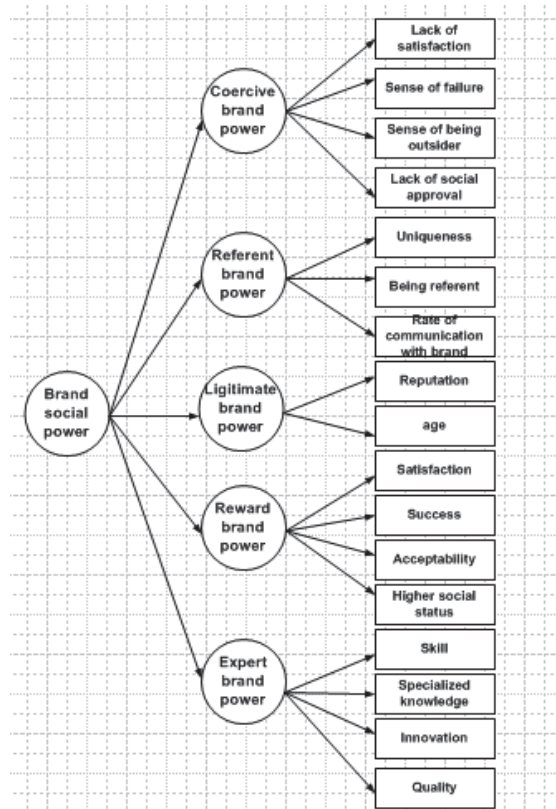 Lack of
satisfaction
Coercive
brand
power
Sense of failure
Sense of being
outsider
Lack of social
approval
Uniqueness
Referent
brand
power
Being referent
Rate of
communication
with brand
Brand
social
power
Ligitimate
brand
power
Reputation
age
Satisfaction
Reward
brand
power
Success
Acceptability
Higher social
status
Expert
brand
power
Skill
Specialized
knowledge
Innovation
Quality